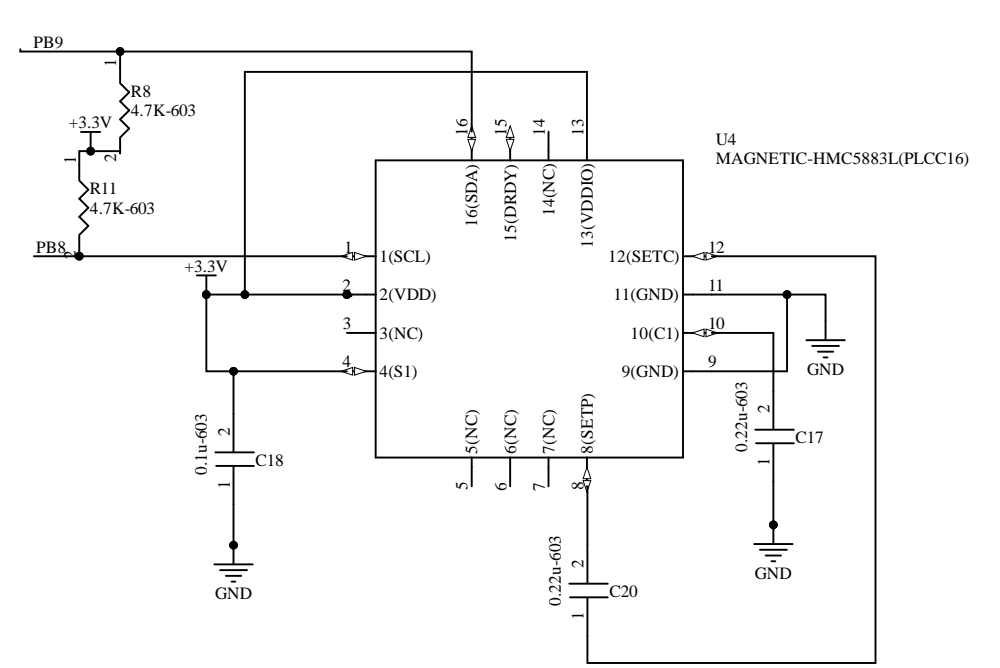 PB9
1
R8
4.7K-603
+3.3V
1
2
R11
4.7K-603
PB8
2
+3.3V
16
15
14
13
U4
MAGNETIC-HMC5883L(PLCC16)
16(SDA)
15(DRDY)
14(NC)
13(VDDIO)
1
1(SCL)
12(SETC)
12
2
2(VDD)
11(GND)
11
3
3(NC)
10(C1)
10
4
4(S1)
9(GND)
9
GND
5(NC)
6(NC)
7(NC)
8(SETP)
5
6
7
8
0.1u-603
2
C18
1
GND
0.22u-603
2
C17
1
GND
0.22u-603
2
C20
1